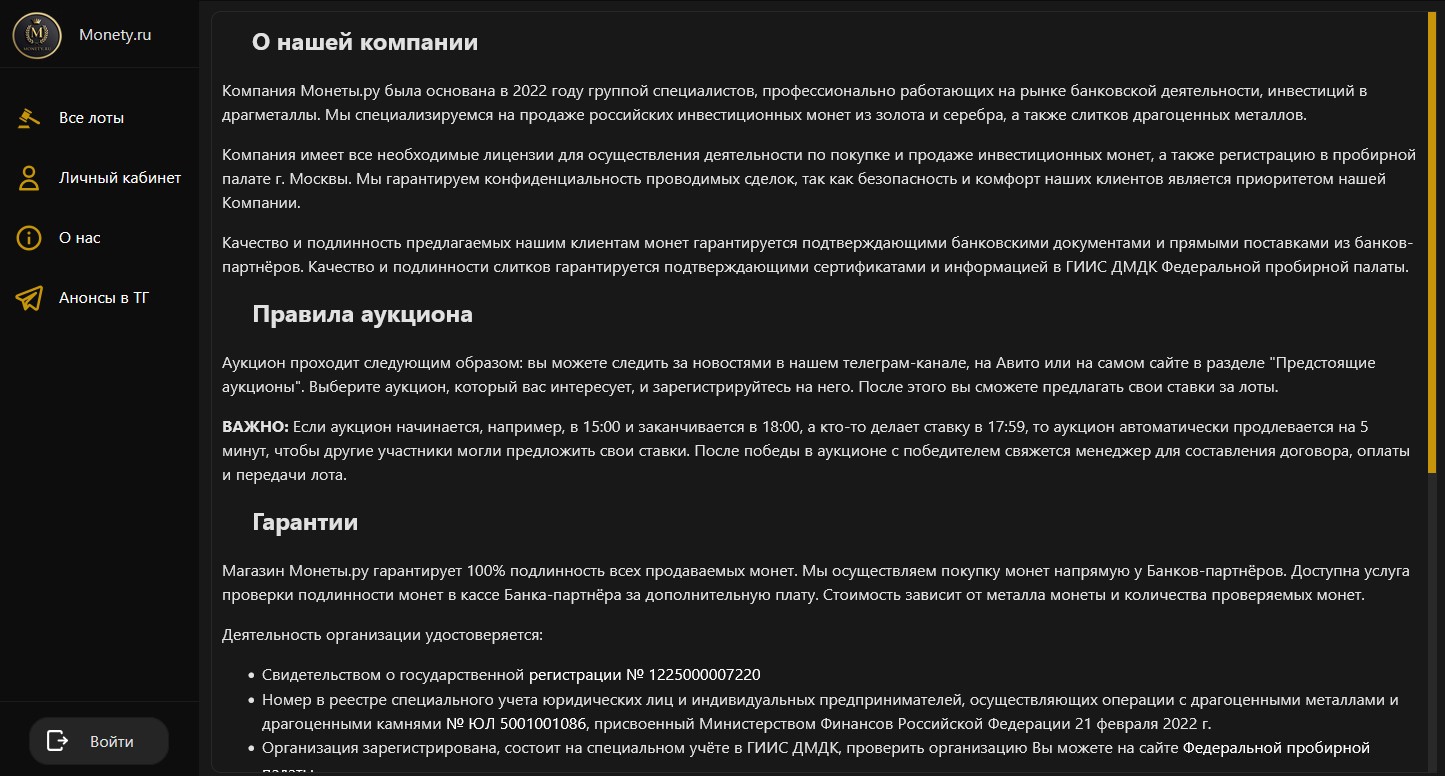 Monety.ru
Все лоты
Личный кабинет
О нас
Анонсы в ТГ
Войти
О нашей компании
Компания Монеты.ру была основана в 2022 году группой специалистов, профессионально работающих на рынке банковской деятельности, инвестиций в
драгметаллы. Мы специализируемся на продаже российских инвестиционных монет из золота и серебра, а также слитков драгоценных металлов.
Компания имеет все необходимые лицензии для осуществления деятельности по покупке и продаже инвестиционных монет, а также регистрацию в пробирной
палате г. Москвы. Мы гарантируем конфиденциальность проводимых сделок, так как безопасность и комфорт наших клиентов является приоритетом нашей
Компании.
Качество и подлинность предлагаемых нашим клиентам монет гарантируется подтверждающими банковскими документами и прямыми поставками из банков-
партнёров. Качество и подлинности слитков гарантируется подтверждающими сертификатами и информацией в ГИИС ДМДК Федеральной пробирной палаты.
Правила аукциона
Аукцион проходит следующим образом: вы можете следить за новостями в нашем телеграм-канале, на Авито или на самом сайте в разделе "Предстоящие
аукционы". Выберите аукцион, который вас интересует, и зарегистрируйтесь на него. После этого вы сможете предлагать свои ставки за лоты.
ВАЖНО: Если аукцион начинается, например, в 15:00 и заканчивается в 18:00, а кто-то делает ставку в 17:59, то аукцион автоматически продлевается на 5
минут, чтобы другие участники могли предложить свои ставки. После победы в аукционе с победителем свяжется менеджер для составления договора, оплаты
и передачи лота.
Гарантии
Магазин Монеты.ру гарантирует 100% подлинность всех продаваемых монет. Мы осуществляем покупку монет напрямую у Банков-партнёров. Доступна услуга
проверки подлинности монет в кассе Банка-партнёра за дополнительную плату. Стоимость зависит от металла монеты и количества проверяемых монет.
Деятельность организации удостоверяется:
• Свидетельством о государственной регистрации № 1225000007220
• Номер в реестре специального учета юридических лиц и индивидуальных предпринимателей, осуществляющих операции с драгоценными металлами и
драгоценными камнями № ЮЛ 5001001086, присвоенный Министерством Финансов Российской Федерации 21 февраля 2022 г.
• Организация зарегистрирована, состоит на специальном учёте в ГИИС ДМДК, проверить организацию Вы можете на сайте Федеральной пробирной